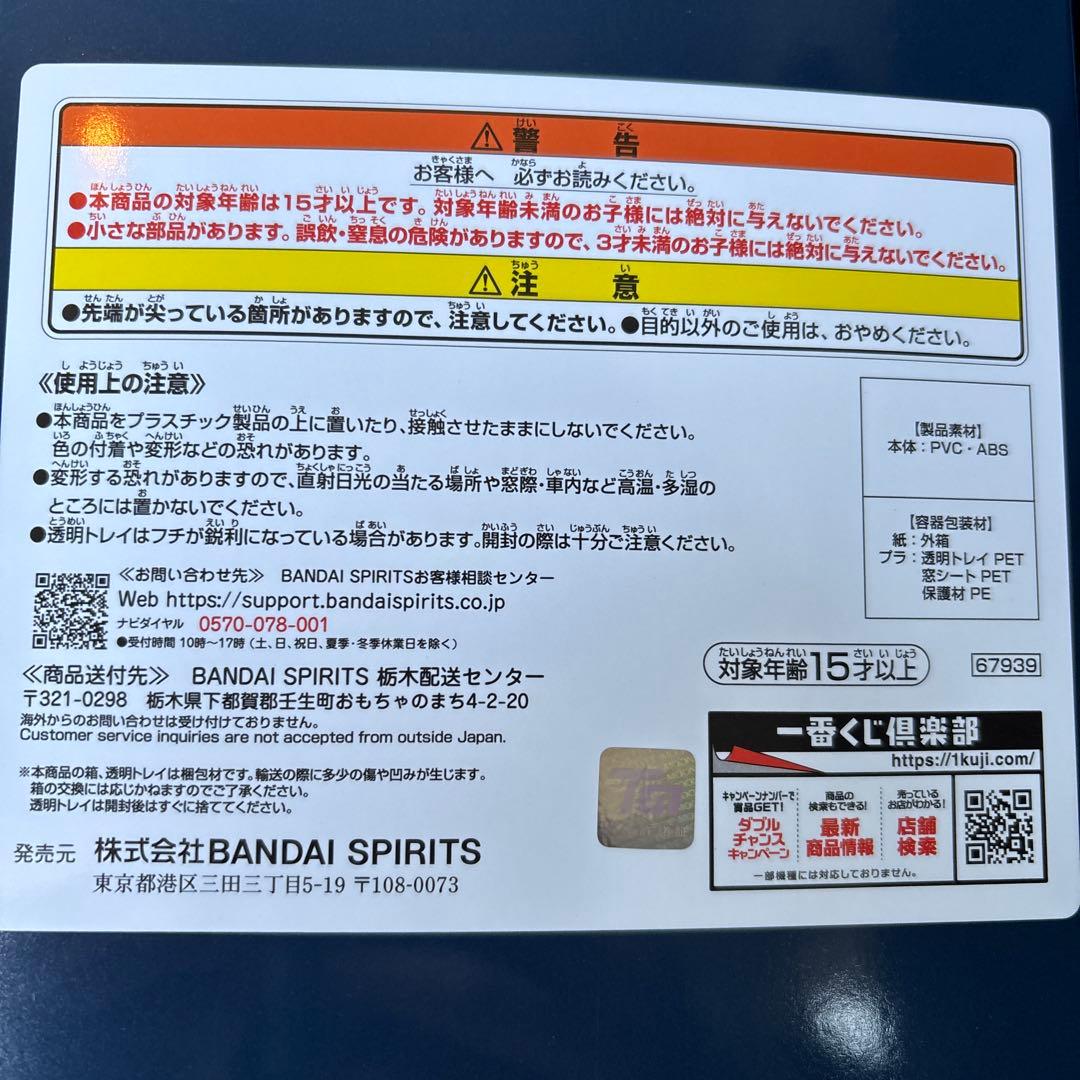 ⚠警告
お客様へ 必ずお読みください。
●本商品の対象年齢は15才以上です。対象年齢未満のお子様には絶対に与えないでください。
●小さな部品があります。誤飲・窒息の危険がありますので、3才未満のお子様には絶対に与えないでください。
⚠注意
●先端が尖っている箇所がありますので、注意してください。●目的以外のご使用は、おやめください。
《使用上の注意》
●本商品をプラスチック製品の上に置いたり、接触させたままにしないでください。
色の付着や変形などの恐れがあります。
●変形する恐れがありますので、直射日光の当たる場所や窓際・車内など高温・多湿の
ところには置かないでください。
●透明トレイはフチが鋭利になっている場合があります。開封の際は十分ご注意ください。
【製品素材】
本体：PVC・ABS
【容器包装材】
紙：外箱
プラ：透明トレイ PET
窓シート PET
保護材 PE
≪お問い合わせ先≫ BANDAI SPIRITSお客様相談センター
Web https://support.bandaispirits.co.jp
ナビダイヤル 0570-078-001
●受付時間 10時～17時（土、日、祝日、夏季・冬季休業日を除く）
≪商品送付先≫ BANDAI SPIRITS 栃木配送センター
〒321-0298 栃木県下都賀郡壬生町おもちゃのまち4-2-20
海外からのお問い合わせは受け付けておりません。
Customer service inquiries are not accepted from outside Japan.
対象年齢15才以上
67939
※本商品の箱、透明トレイは梱包材です。輸送の際に多少の傷や凹みが生じます。
箱の交換には応じかねますのでご了承ください。
透明トレイは開封後はすぐに捨ててください。
発売元 株式会社BANDAI SPIRITS
東京都港区三田三丁目5-19 〒108-0073
一番くじ倶楽部
https://1kuji.com/
キャンペーンナンバーで
賞品GET!
ダブル
チャンス
キャンペーン
商品の
検索もできる!
最新
商品情報
売っている
お店がわかる!
店舗
検索
一部機種には対応しておりません。